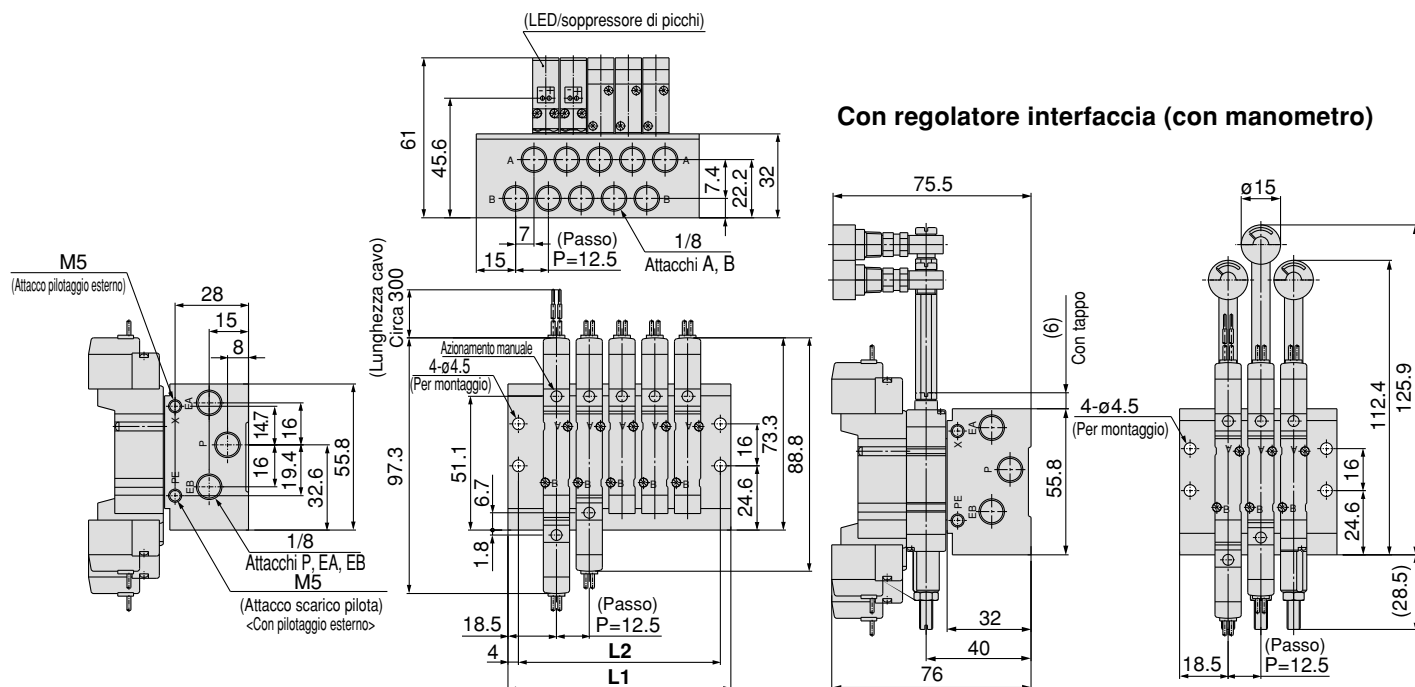 (LED/soppressore di picchi)
61
45.6
A
A
B
B
7.4
22.2
32
7
15
(Passo)
P=12.5
1/8
Attacchi A, B
Con regolatore interfaccia (con manometro)
M5
(Attacco pilotaggio esterno)
28
15
8
EA
X
P
PE
EB
14.7
16
16
19.4
32.6
55.8
1/8
Attacchi P, EA, EB
M5
(Attacco scarico pilota)
<Con pilotaggio esterno>
(Lunghezza cavo)
Circa 300
Azionamento manuale
4-ø4.5
(Per montaggio)
97.3
51.1
6.7
1.8
A
A
A
A
A
B
B
B
B
B
16
24.6
73.3
88.8
(Passo)
P=12.5
18.5
4
L2
L1
75.5
(6)
Con tappo
X
EA
P
PE
EB
55.8
32
40
76
ø15
4-ø4.5
(Per montaggio)
A
A
B
B
B
16
24.6
112.4
125.9
(28.5)
18.5
(Passo)
P=12.5